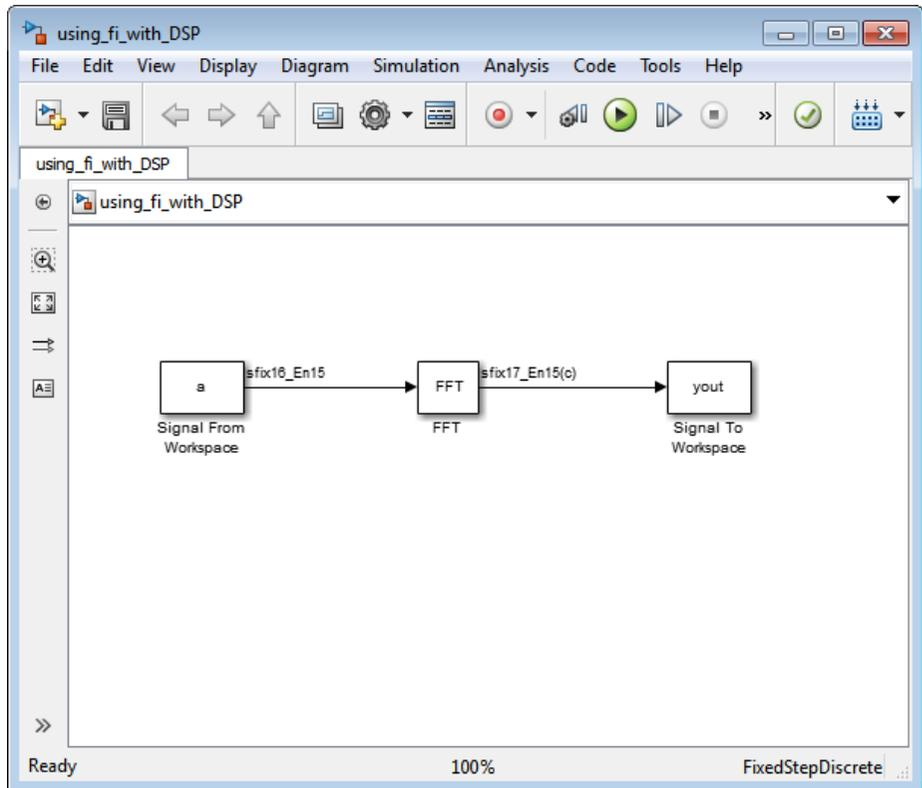 using_fi_with_DSP
File Edit View Display Diagram Simulation Analysis Code Tools Help
using_fi_with_DSP
using_fi_with_DSP
a
sfix16_En15
FFT
sfix17_En15(c)
yout
Signal From
Workspace
FFT
Signal To
Workspace
Ready 100% FixedStepDiscrete